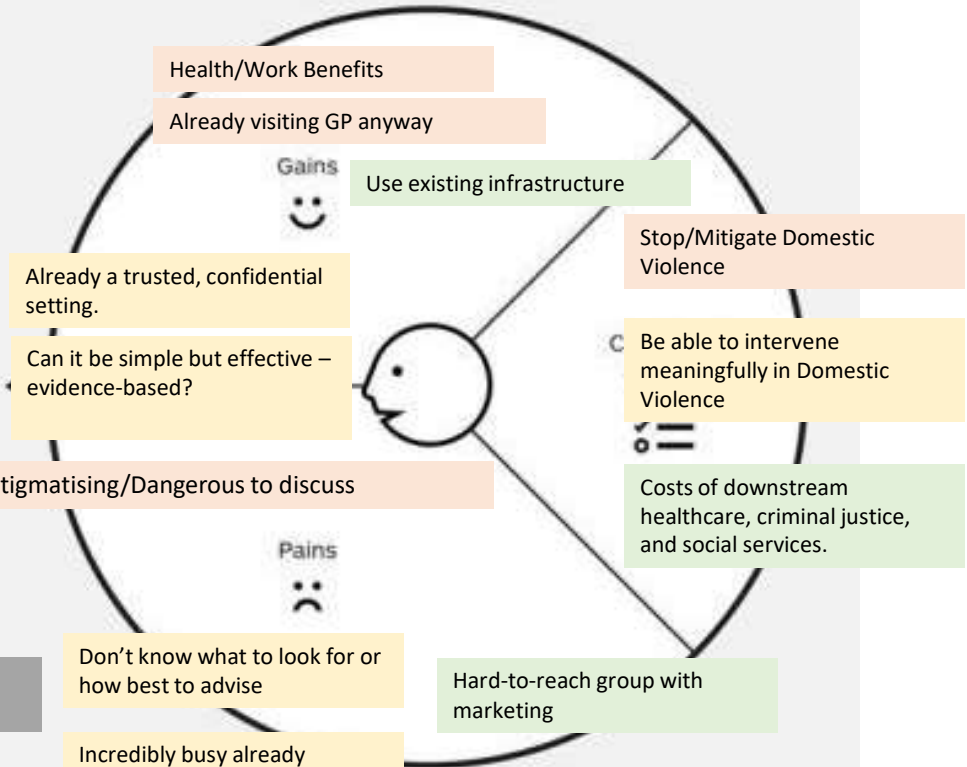 Health/Work Benefits
Already visiting GP anyway
Gains
Use existing infrastructure
Stop/Mitigate Domestic
Violence
Already a trusted, confidential
setting.
Can it be simple but effective –
evidence-based?
C
Be able to intervene
meaningfully in Domestic
Violence
tigmatising/Dangerous to discuss
Costs of downstream
healthcare, criminal justice,
and social services.
Pains
Don’t know what to look for or
how best to advise
Hard-to-reach group with
marketing
Incredibly busy already